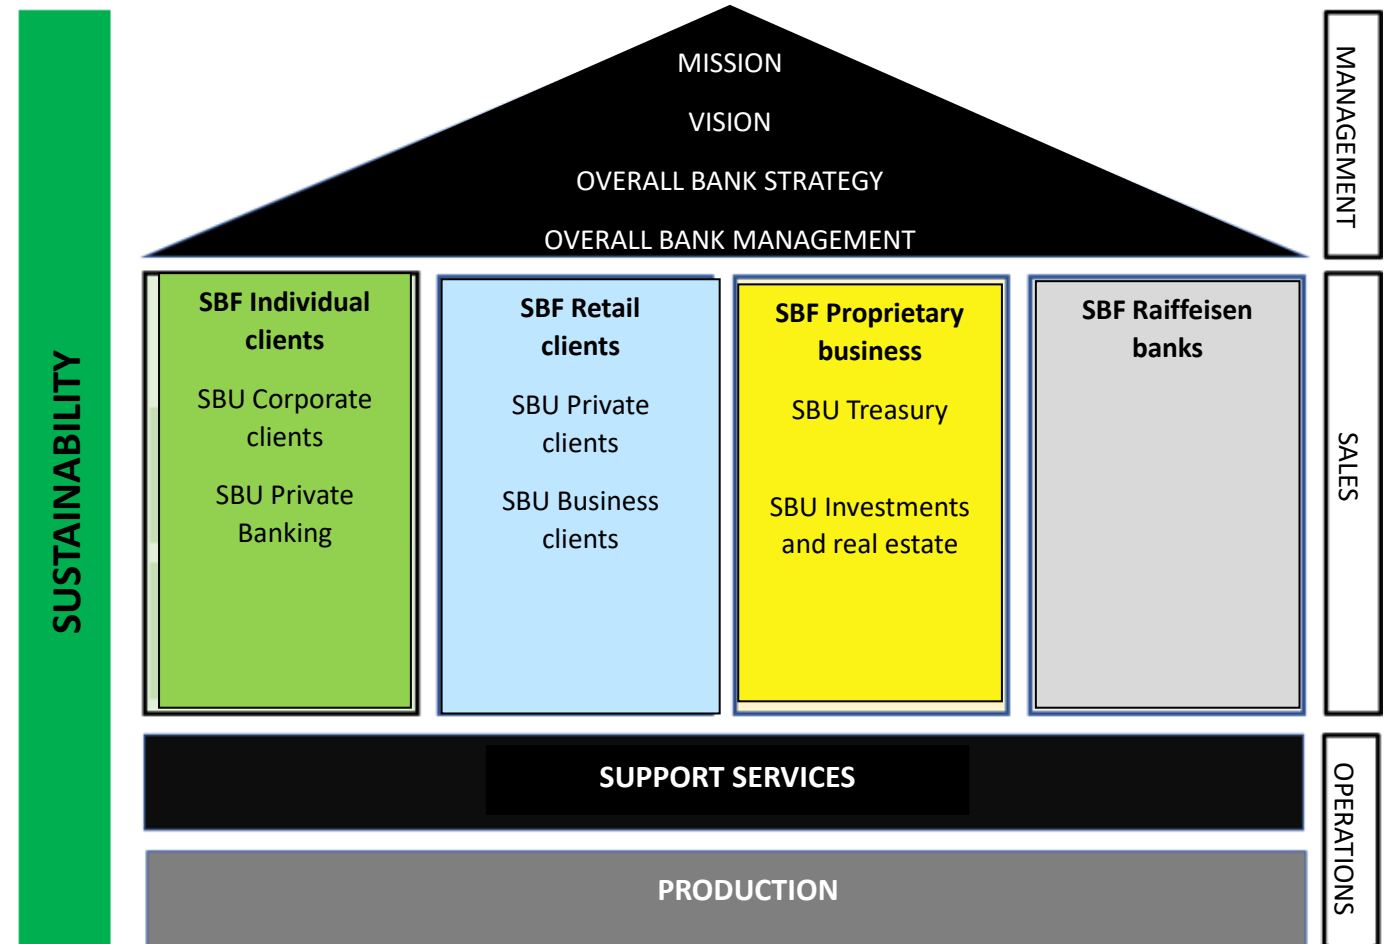 SUSTAINABILITY
MISSION
VISION
OVERALL BANK STRATEGY
OVERALL BANK MANAGEMENT
MANAGEMENT
SBF Individual
clients
SBU Corporate
clients
SBU Private
Banking
SBF Retail
clients
SBU Private
clients
SBU Business
clients
SBF Proprietary
business
SBU Treasury
SBU Investments
and real estate
SBF Raiffeisen
banks
SALES
SUPPORT SERVICES
PRODUCTION
OPERATIONS